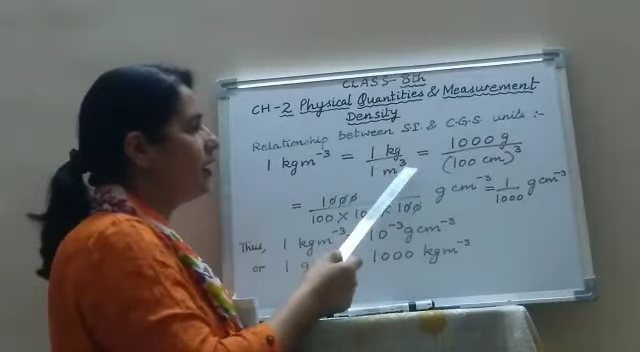 CLASS-8th
CH-2 Physical Quantities & Measurement
Density
Relationship between S.I. & C.G.S. units :-
1 kgm⁻³ = 1 kg / 1 m³ = 1000 g / (100 cm)³
= 1000 / 100 × 10 × 100 g cm⁻³ = 1/1000 g cm⁻³
Thus, 1 kgm⁻³ 10⁻³ g cm⁻³
or 1 g 1000 kgm⁻³